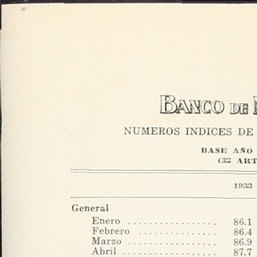 BANCO DE
NUMEROS INDICES DE
BASE AÑO
(32 ART
1933
General
Enero ................. 86.1
Febrero ............... 86.4
Marzo ................. 86.9
Abril ................. 87.7